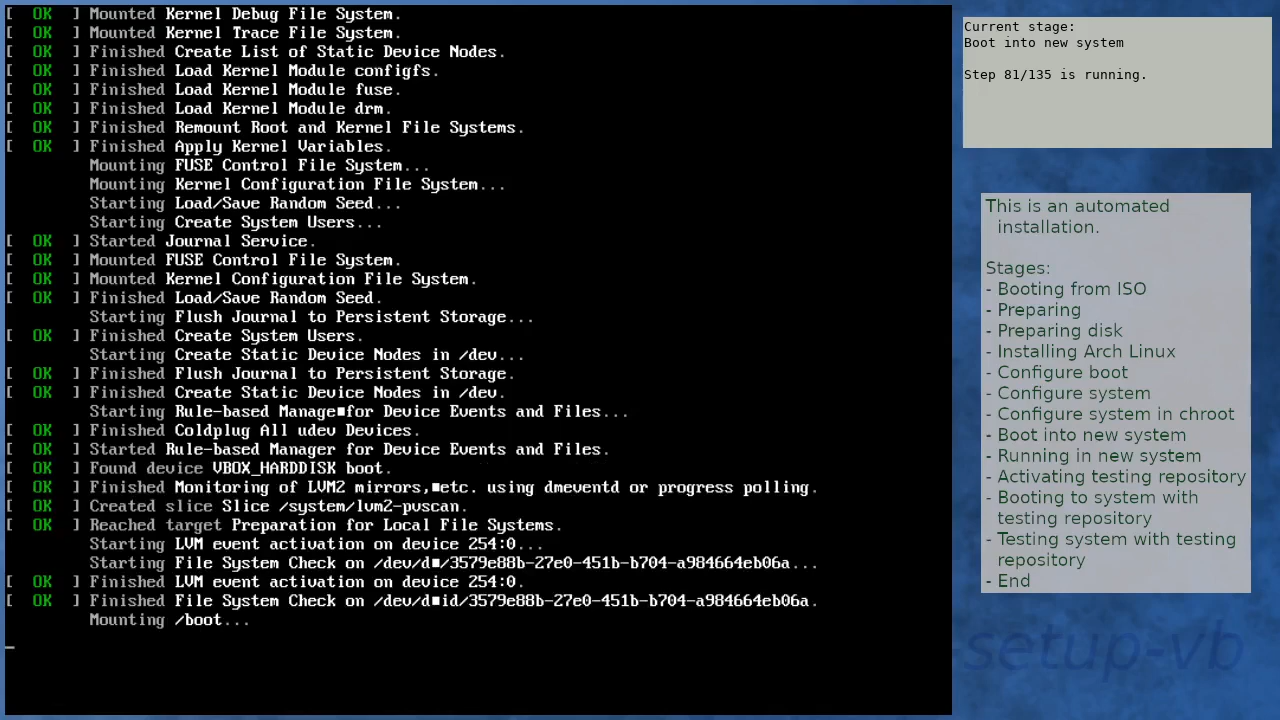 [  OK  ] Mounted Kernel Debug File System.
[  OK  ] Mounted Kernel Trace File System.
[  OK  ] Finished Create List of Static Device Nodes.
[  OK  ] Finished Load Kernel Module configfs.
[  OK  ] Finished Load Kernel Module fuse.
[  OK  ] Finished Load Kernel Module drm.
[  OK  ] Finished Remount Root and Kernel File Systems.
[  OK  ] Finished Apply Kernel Variables.
Mounting FUSE Control File System...
Mounting Kernel Configuration File System...
Starting Load/Save Random Seed...
Starting Create System Users...
[  OK  ] Started Journal Service.
[  OK  ] Mounted FUSE Control File System.
[  OK  ] Mounted Kernel Configuration File System.
[  OK  ] Finished Load/Save Random Seed.
Starting Flush Journal to Persistent Storage...
[  OK  ] Finished Create System Users.
Starting Create Static Device Nodes in /dev...
[  OK  ] Finished Flush Journal to Persistent Storage.
[  OK  ] Finished Create Static Device Nodes in /dev.
Starting Rule-based Manage■for Device Events and Files...
[  OK  ] Finished Coldplug All udev Devices.
[  OK  ] Started Rule-based Manager for Device Events and Files.
[  OK  ] Found device VBOX_HARDDISK boot.
[  OK  ] Finished Monitoring of LVM2 mirrors,■etc. using dmeventd or progress polling.
[  OK  ] Created slice Slice /system/lvm2-pvscan.
[  OK  ] Reached target Preparation for Local File Systems.
Starting LVM event activation on device 254:0...
Starting File System Check on /dev/d■/3579e88b-27e0-451b-b704-a984664eb06a...
[  OK  ] Finished LVM event activation on device 254:0.
[  OK  ] Finished File System Check on /dev/d■id/3579e88b-27e0-451b-b704-a984664eb06a.
Mounting /boot...
Current stage:
Boot into new system
Step 81/135 is running.
This is an automated
installation.
Stages:
- Booting from ISO
- Preparing
- Preparing disk
- Installing Arch Linux
- Configure boot
- Configure system
- Configure system in chroot
- Boot into new system
- Running in new system
- Activating testing repository
- Booting to system with
testing repository
- Testing system with testing
repository
- End
-setup-vb